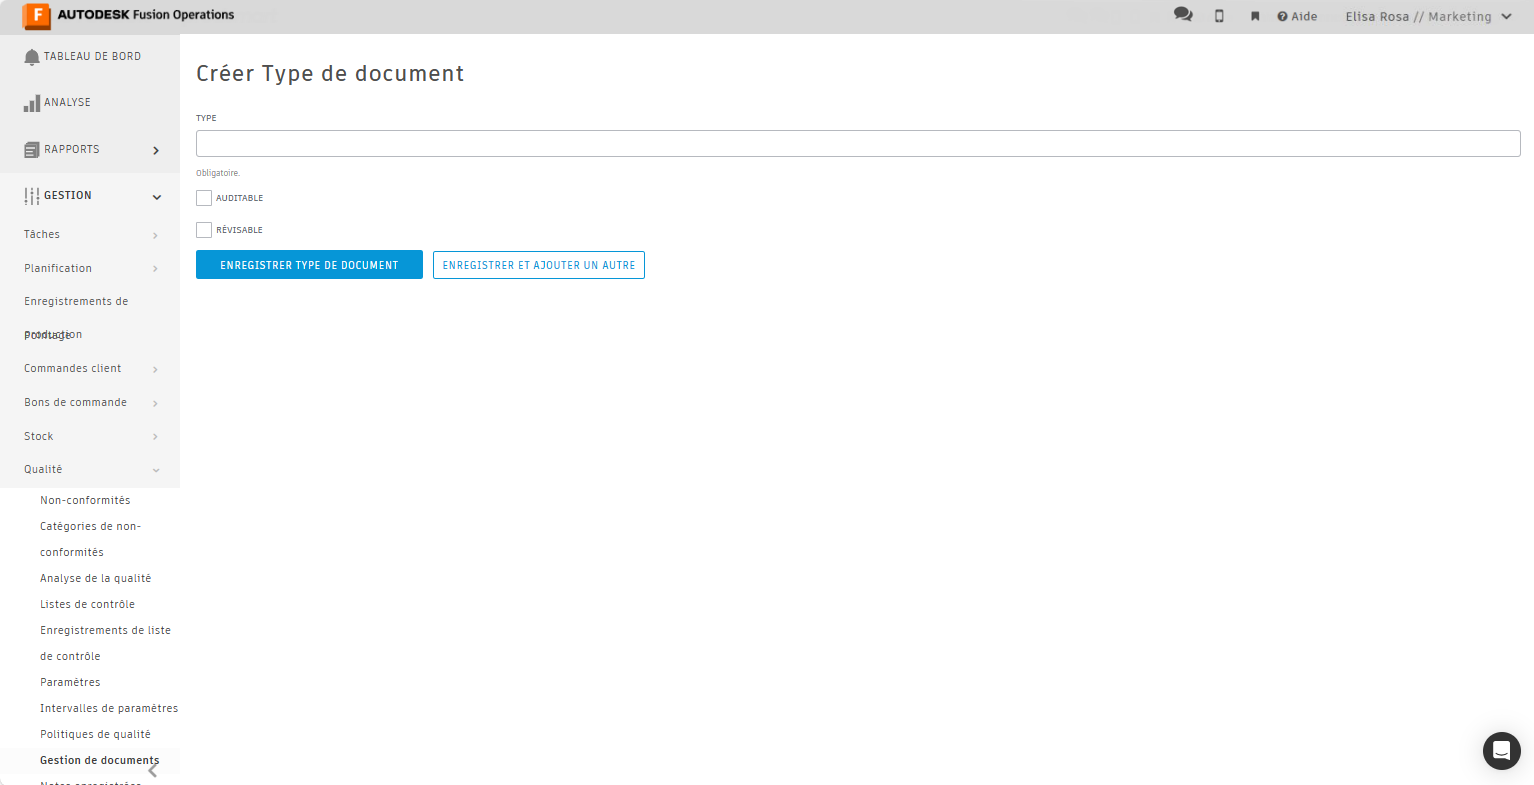 AUTODESK Fusion Operations
Aide
Elisa Rosa // Marketing
TABLEAU DE BORD
ANALYSE
RAPPORTS
GESTION
Tâches
Planification
Enregistrements de
production
Pointage
Commandes client
Bons de commande
Stock
Qualité
Non-conformités
Catégories de non-
conformités
Analyse de la qualité
Listes de contrôle
Enregistrements de liste
de contrôle
Paramètres
Intervalles de paramètres
Politiques de qualité
Gestion de documents
Notes enregistrées
Créer Type de document
TYPE
Obligatoire.
AUDITABLE
RÉVISABLE
ENREGISTRER TYPE DE DOCUMENT
ENREGISTRER ET AJOUTER UN AUTRE